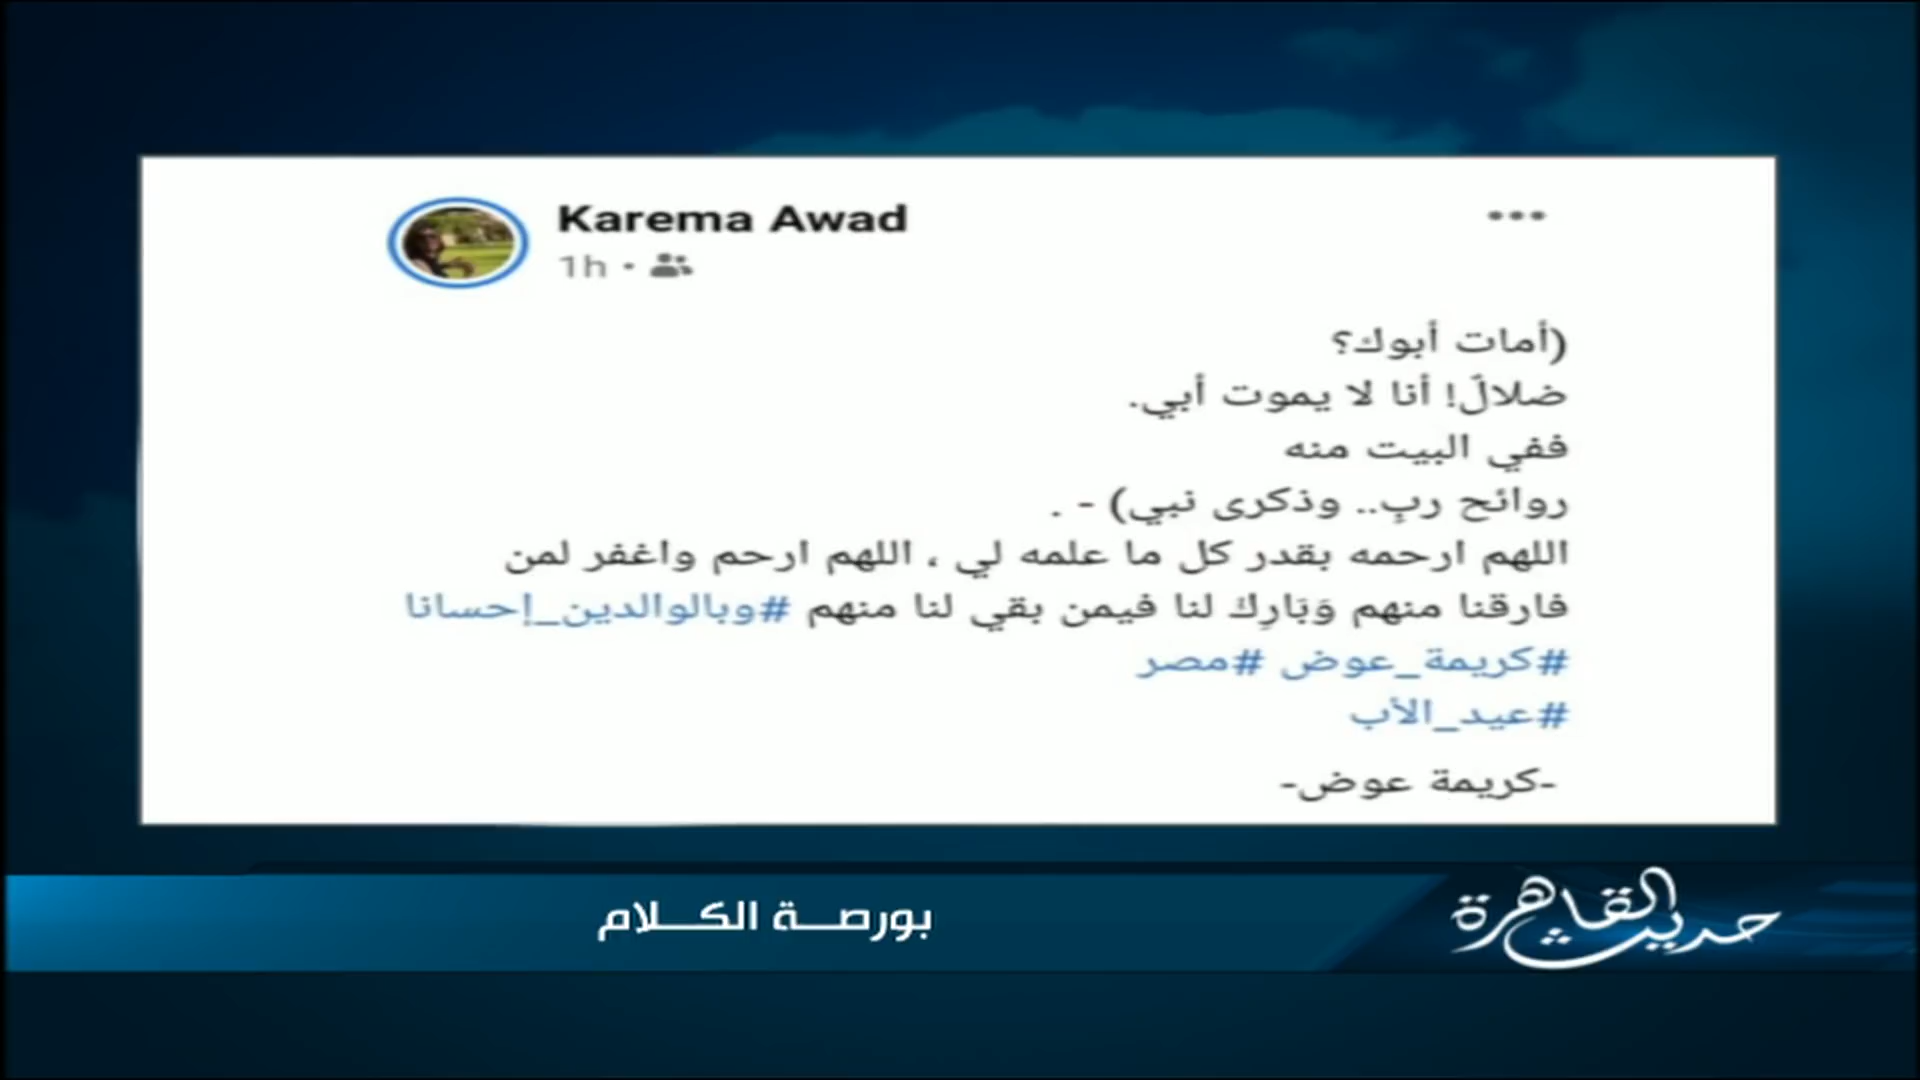 Karema Awad
1h
(أمات أبوك؟
ضلالٌ! أنا لا يموت أبي.
ففي البيت منه
روائح ربٍ.. وذكرى نبي) - .
اللهم ارحمه بقدر كل ما علمه لي ، اللهم ارحم واغفر لمن
فارقنا منهم وَبَارِك لنا فيمن بقي لنا منهم #وبالوالدين_إحسانا
#كريمة_عوض #مصر
#عيد_الأب
-كريمة عوض-
حديث القاهرة
بورصة الكلام